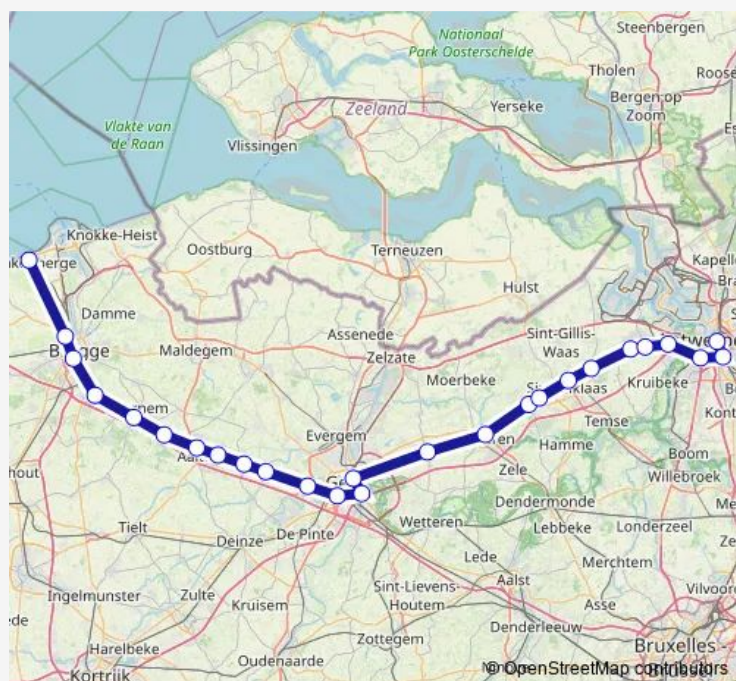 Steenbergen
Nationaal
Park Oosterschelde
Tholen
Roose
Bergen op
Zoom
Zeeland
Yerseke
Vlakte van
de Raan
Vlissingen
Knokke-Heist
Oostburg
Terneuzen
Kapelle
Hulst
Damme
Assenede
Sint-Gillis-
Waas
Maldegem
Zelzate
Moerbeke
Kruibeke
Temse
Kont
Evergem
Hamme
Boom
Zele
Willebroek
Dendermonde
Tielt
De Pinte
Wetteren
Lebbeke
Londerzeel
Deinze
Lede
Merchtem
Ingelmunster
Zulte
Kruisem
Sint-Lievens-
Houtem
Aalst
Asse
Vilvoor
Denderleeuw
Harelbeke
Zottegem
Oudenaarde
Bruxelles -
Kortrijk
© OpenStreetMap contributors